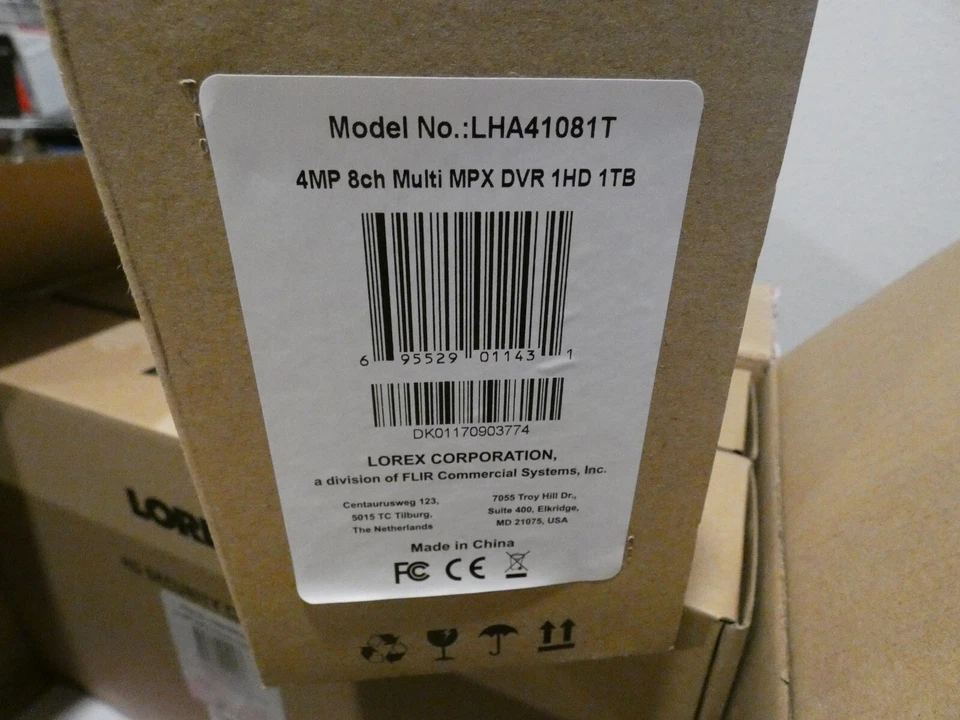 Model No.:LHA41081T
4MP 8ch Multi MPX DVR 1HD 1TB
6 95529 01143 1
DK01170903774
LOREX CORPORATION,
a division of FLIR Commercial Systems, Inc.
Centaurusweg 123,
5015 TC Tilburg,
The Netherlands
7055 Troy Hill Dr.,
Suite 400, Elkridge,
MD 21075, USA
Made in China
FC CE